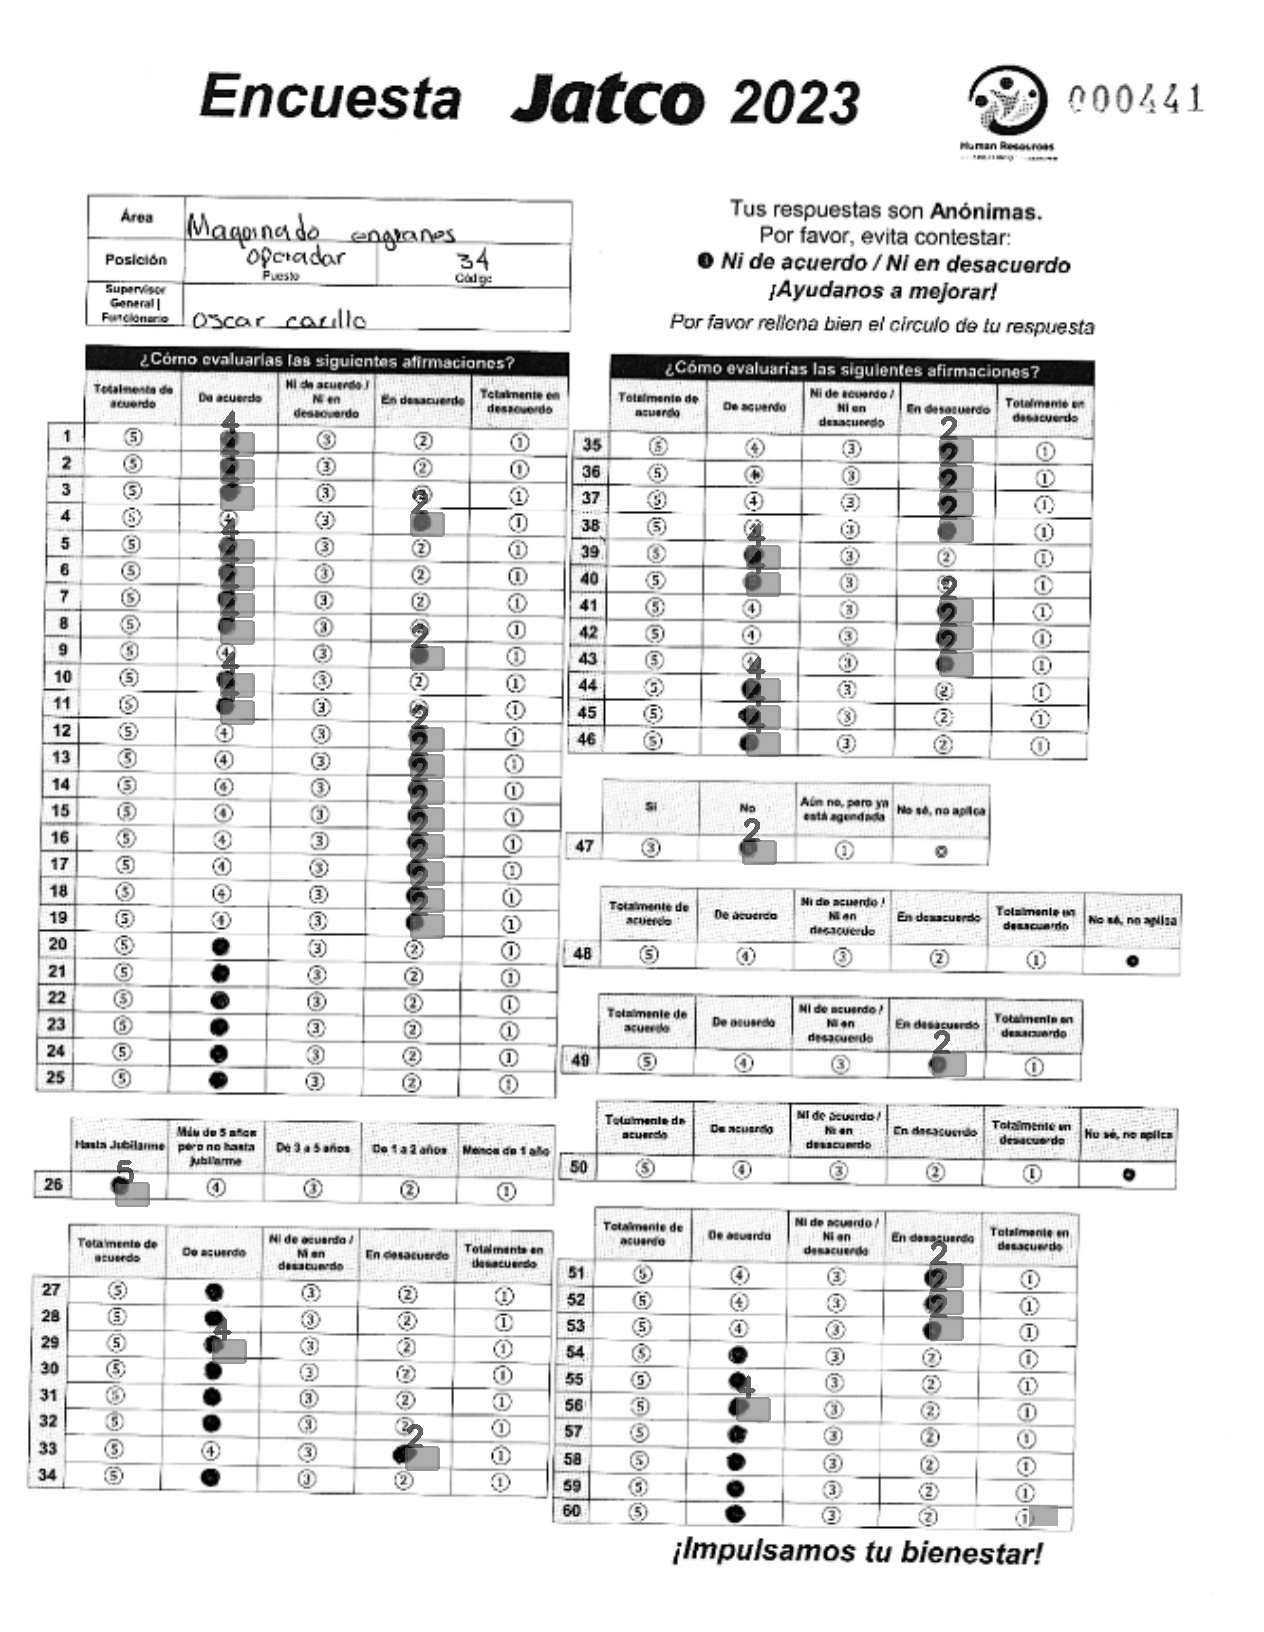 Encuesta Jatco 2023
000441
Human Resources
Área Maquinado engranes
Posición operador 34
Puesto Código
Supervisor General | Funcionario oscar carillo
Tus respuestas son Anónimas.
Por favor, evita contestar:
❸ Ni de acuerdo / Ni en desacuerdo
¡Ayudanos a mejorar!
Por favor rellena bien el círculo de tu respuesta
¿Cómo evaluarías las siguientes afirmaciones?
Totalmente de acuerdo De acuerdo Ni de acuerdo / Ni en desacuerdo En desacuerdo Totalmente en desacuerdo
1 ⑤ 4 ③ ② ①
2 ⑤ 4 ③ ② ①
3 ⑤ ③ ② ①
4 ⑤ ④ ③ 2 ①
5 ⑤ 4 ③ ② ①
6 ⑤ 4 ③ ② ①
7 ⑤ 4 ③ ② ①
8 ⑤ ③ ② ①
9 ⑤ ④ ③ 2 ①
10 ⑤ 4 ③ ② ①
11 ⑤ ③ ② ①
12 ⑤ ④ ③ 2 ①
13 ⑤ ④ ③ 2 ①
14 ⑤ ④ ③ 2 ①
15 ⑤ ④ ③ 2 ①
16 ⑤ ④ ③ 2 ①
17 ⑤ ④ ③ 2 ①
18 ⑤ ④ ③ 2 ①
19 ⑤ ④ ③ 2 ①
20 ⑤ ③ ② ①
21 ⑤ ③ ② ①
22 ⑤ ③ ② ①
23 ⑤ ③ ② ①
24 ⑤ ③ ② ①
25 ⑤ ③ ② ①
Hasta Jubilarme Más de 5 años pero no hasta jubilarme De 3 a 5 años De 1 a 2 años Menos de 1 año
26 5 ④ ③ ② ①
Totalmente de acuerdo De acuerdo Ni de acuerdo / Ni en desacuerdo En desacuerdo Totalmente en desacuerdo
27 ⑤ ③ ② ①
28 ⑤ ③ ② ①
29 ⑤ 4 ③ ② ①
30 ⑤ ③ ② ①
31 ⑤ ③ ② ①
32 ⑤ ③ ② ①
33 ⑤ ④ ③ 2 ①
34 ⑤ ③ ② ①
¿Cómo evaluarías las siguientes afirmaciones?
Totalmente de acuerdo De acuerdo Ni de acuerdo / Ni en desacuerdo En desacuerdo Totalmente en desacuerdo
35 ⑤ ④ ③ 2 ①
36 ⑤ ④ ③ 2 ①
37 ⑤ ④ ③ 2 ①
38 ⑤ ④ ③ ①
39 ⑤ 4 ③ ② ①
40 ⑤ 4 ③ ② ①
41 ⑤ ④ ③ 2 ①
42 ⑤ ④ ③ 2 ①
43 ⑤ ④ ③ ①
44 ⑤ 4 ③ ② ①
45 ⑤ 4 ③ ② ①
46 ⑤ 4 ③ ② ①
Si No Aún no, pero ya está agendada No sé, no aplica
47 ③ 2 ①
Totalmente de acuerdo De acuerdo Ni de acuerdo / Ni en desacuerdo En desacuerdo Totalmente en desacuerdo No sé, no aplica
48 ⑤ ④ ③ ② ①
Totalmente de acuerdo De acuerdo Ni de acuerdo / Ni en desacuerdo En desacuerdo Totalmente en desacuerdo
49 ⑤ ④ ③ 2 ①
Totalmente de acuerdo De acuerdo Ni de acuerdo / Ni en desacuerdo En desacuerdo Totalmente en desacuerdo No sé, no aplica
50 ⑤ ④ ③ ② ①
Totalmente de acuerdo De acuerdo Ni de acuerdo / Ni en desacuerdo En desacuerdo Totalmente en desacuerdo
51 ⑤ ④ ③ 2 ①
52 ⑤ ④ ③ 2 ①
53 ⑤ ④ ③ ①
54 ⑤ ③ ② ①
55 ⑤ ③ ② ①
56 ⑤ 4 ③ ② ①
57 ⑤ ③ ② ①
58 ⑤ ③ ② ①
59 ⑤ ③ ② ①
60 ⑤ ③ ② ①
¡Impulsamos tu bienestar!